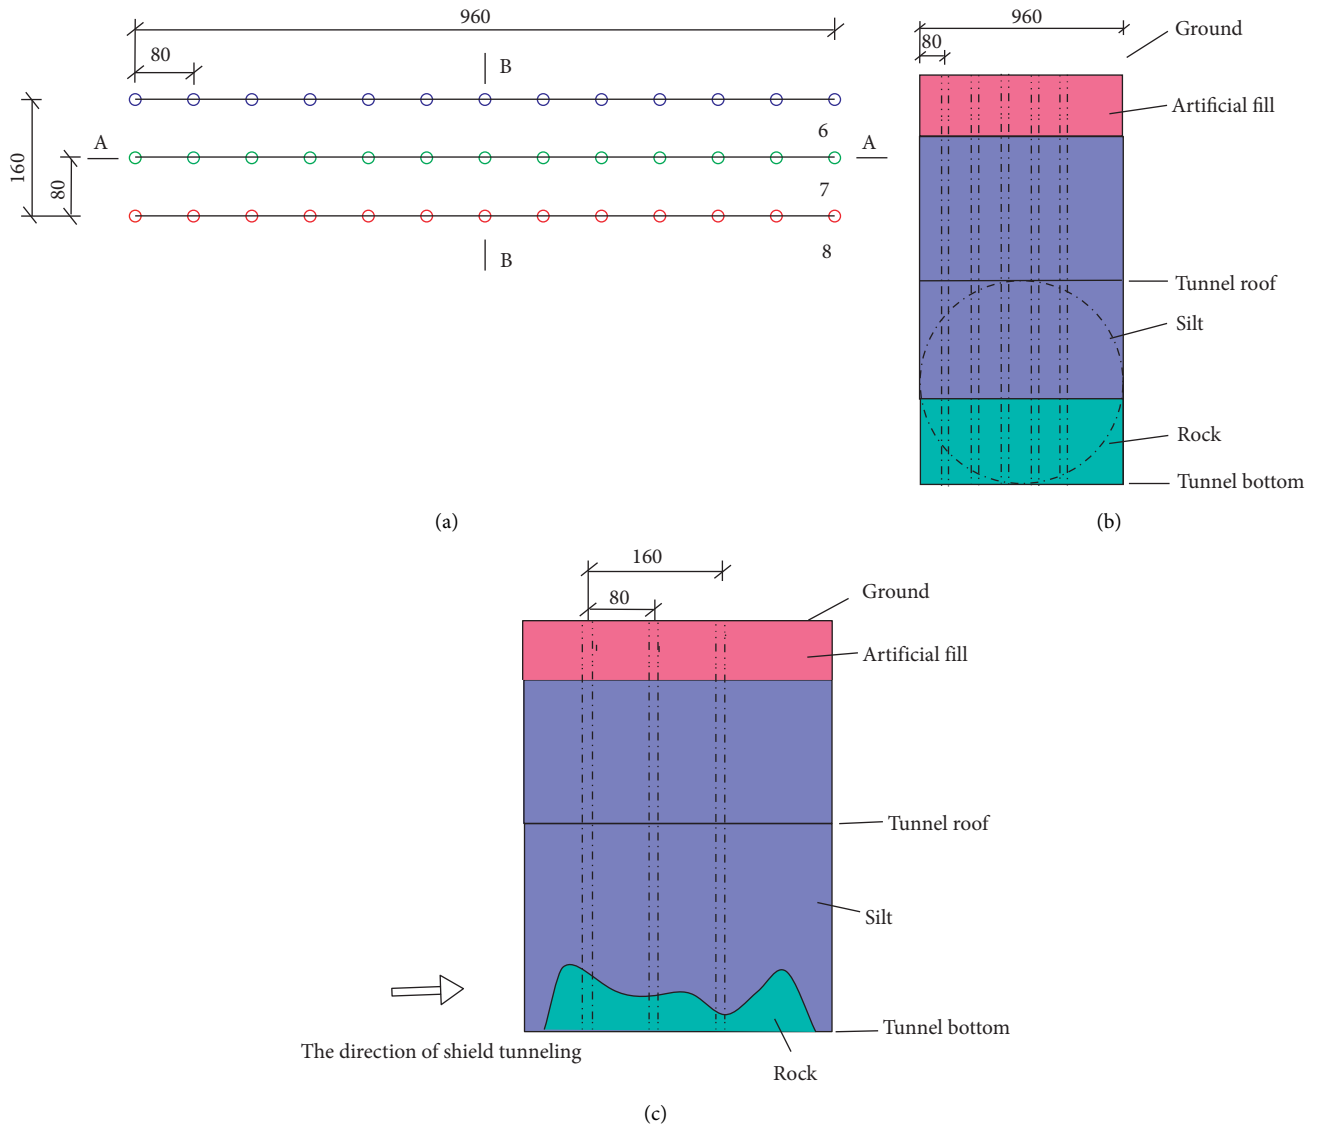 960
80
B
6
A
A
160
80
7
8
B
(a)
960
80
Ground
Artificial fill
Tunnel roof
Silt
Rock
Tunnel bottom
(b)
160
80
Ground
Artificial fill
Tunnel roof
Silt
Tunnel bottom
The direction of shield tunneling
Rock
(c)